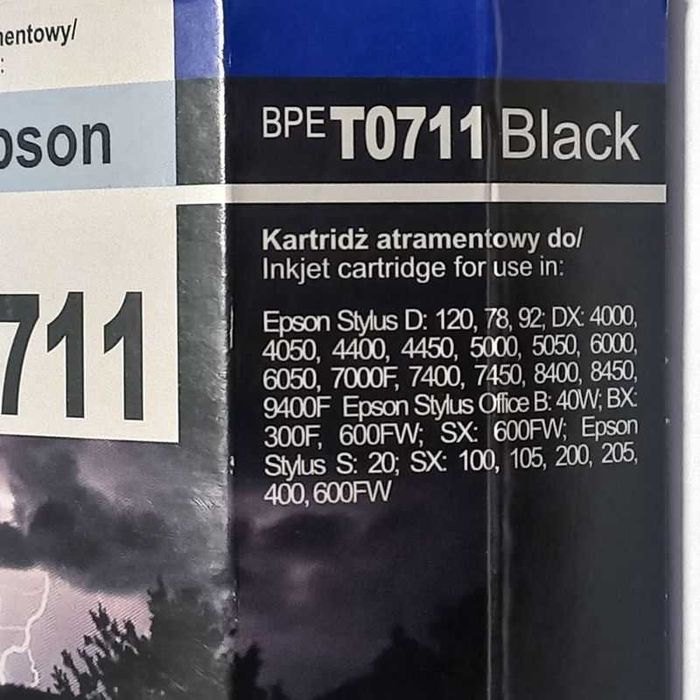 BPE T0711 Black
711
Kartridż atramentowy do/
Inkjet cartridge for use in:
Epson Stylus D: 120, 78, 92; DX: 4000,
4050, 4400, 4450, 5000, 5050, 6000,
6050, 7000F, 7400, 7450, 8400, 8450,
9400F Epson Stylus Office B: 40W; BX:
300F, 600FW; SX: 600FW; Epson
Stylus S: 20; SX: 100, 105, 200, 205,
400, 600FW